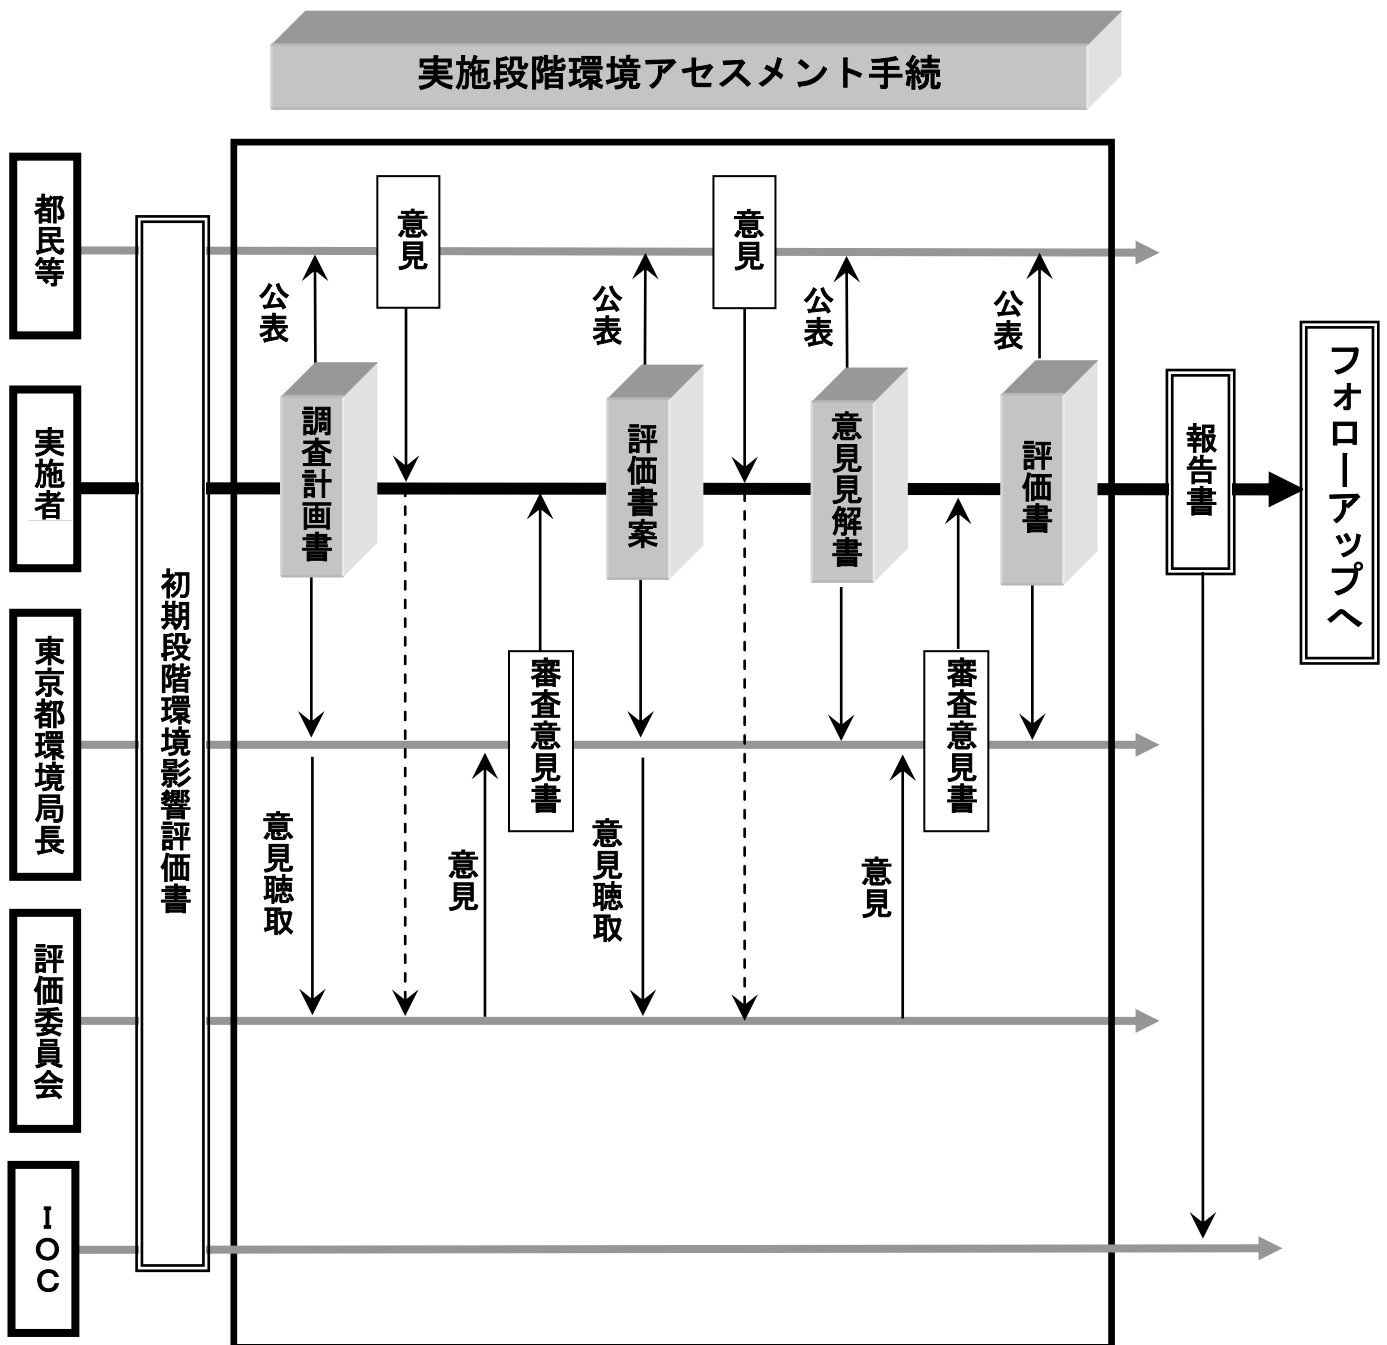 実施段階環境アセスメント手続
都民等
実施者
東京都環境局長
評価委員会
ＩＯＣ
初期段階環境影響評価書
公表
調査計画書
意見聴取
意見
意見
審査意見書
公表
評価書案
意見聴取
意見
公表
意見見解書
意見
審査意見書
公表
評価書
報告書
フォローアップへ